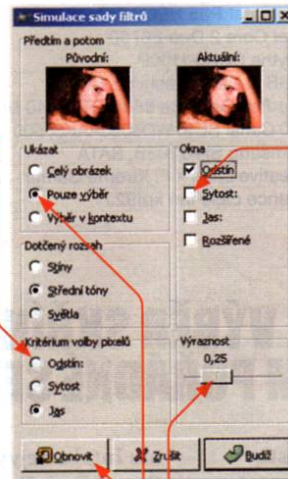 Simulace sady filtrů
Předtím a potom
Původní:
Aktuální:
Ukázat
Celý obrázek
Pouze výběr
Výběr v kontextu
Okna
Odstín
Sytost:
Jas:
Rozšířené
Dotčený rozsah
Stíny
Střední tóny
Světla
Kritérium volby pixelů
Odstín:
Sytost
Jas
Výraznost
0,25
Obnovit
Zrušit
Budiž